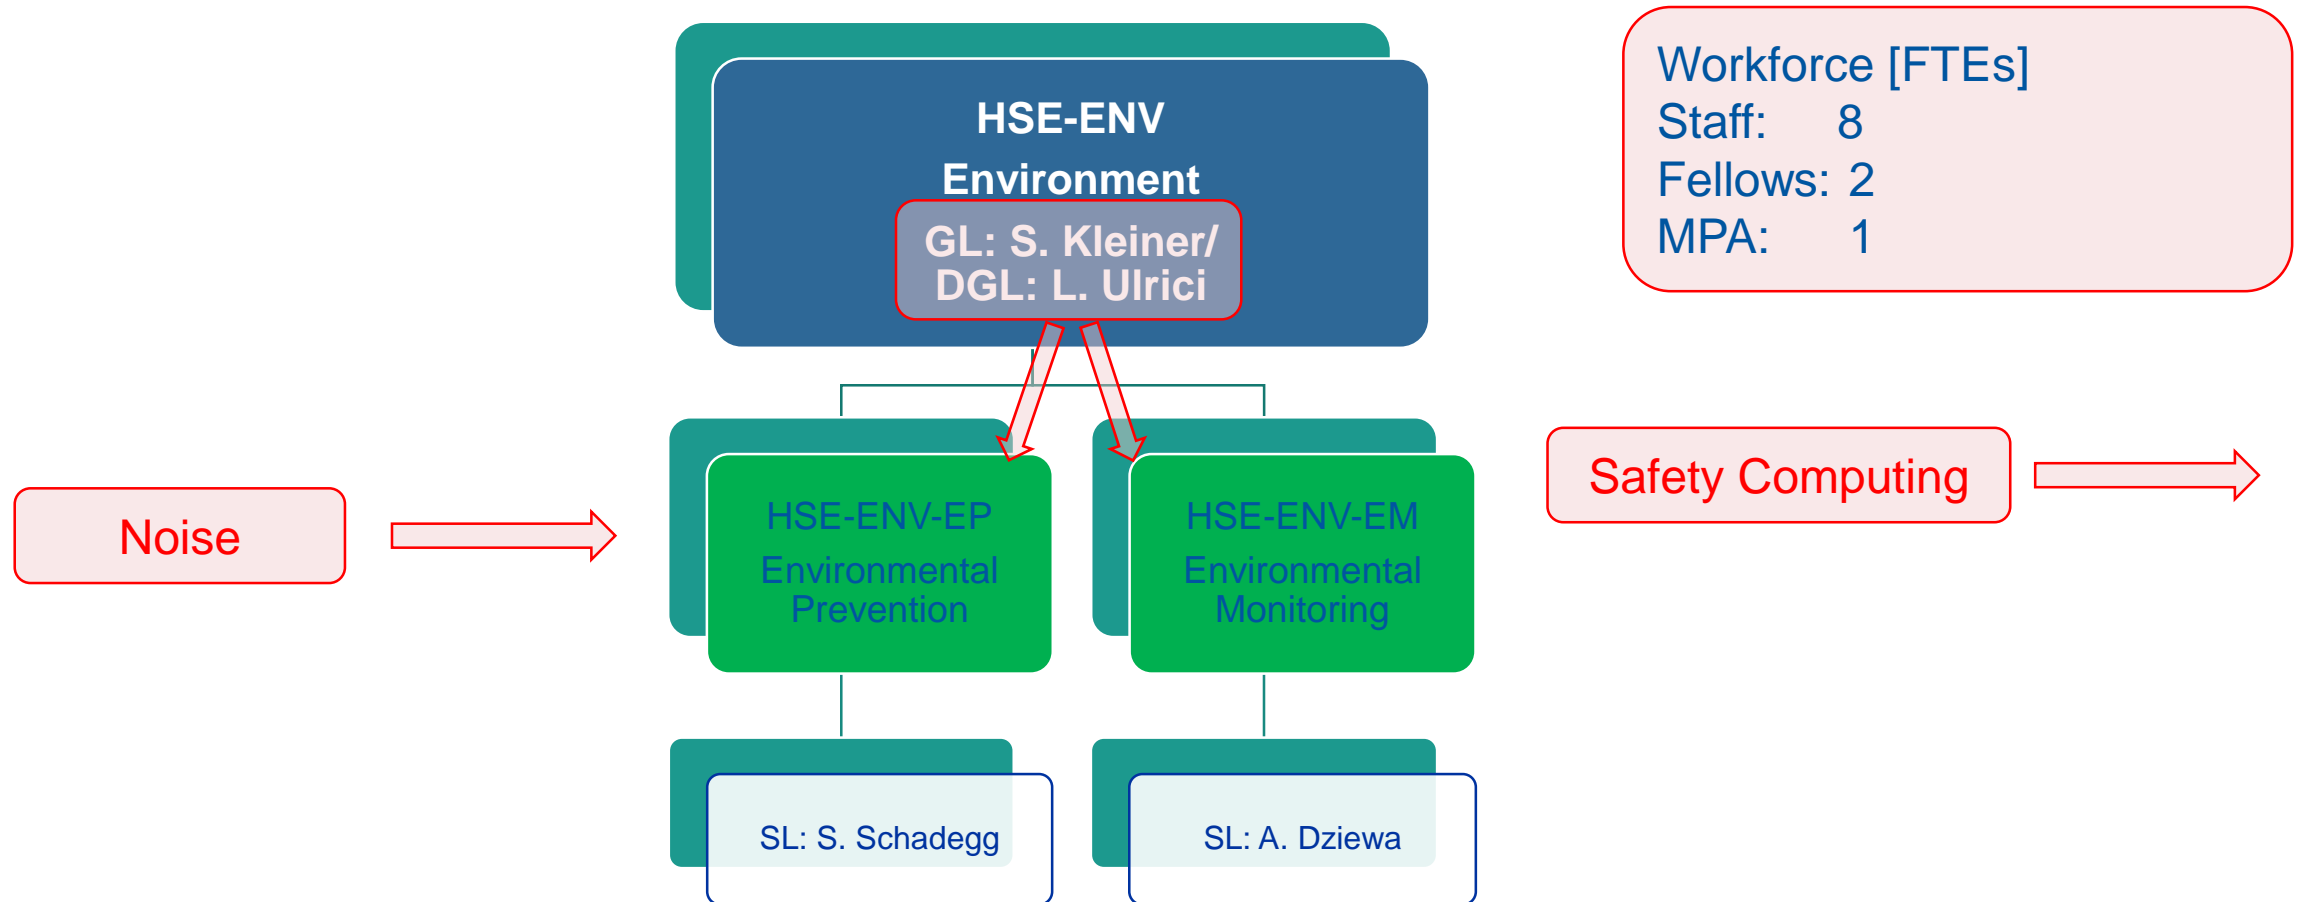 HSE-ENV
Environment
GL: S. Kleiner/
DGL: L. Ulrici
Workforce [FTEs]
Staff: 8
Fellows: 2
MPA: 1
Noise
HSE-ENV-EP
Environmental
Prevention
HSE-ENV-EM
Environmental
Monitoring
Safety Computing
SL: S. Schadegg
SL: A. Dziewa